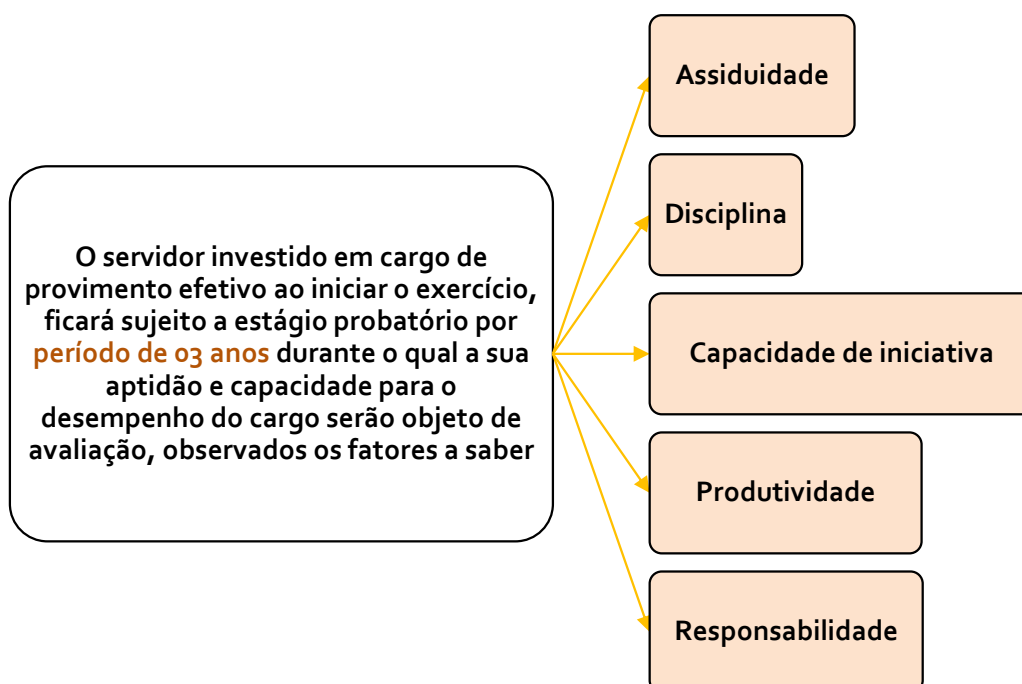 O servidor investido em cargo de
provimento efetivo ao iniciar o exercício,
ficará sujeito a estágio probatório por
período de 03 anos durante o qual a sua
aptidão e capacidade para o
desempenho do cargo serão objeto de
avaliação, observados os fatores a saber
Assiduidade
Disciplina
Capacidade de iniciativa
Produtividade
Responsabilidade